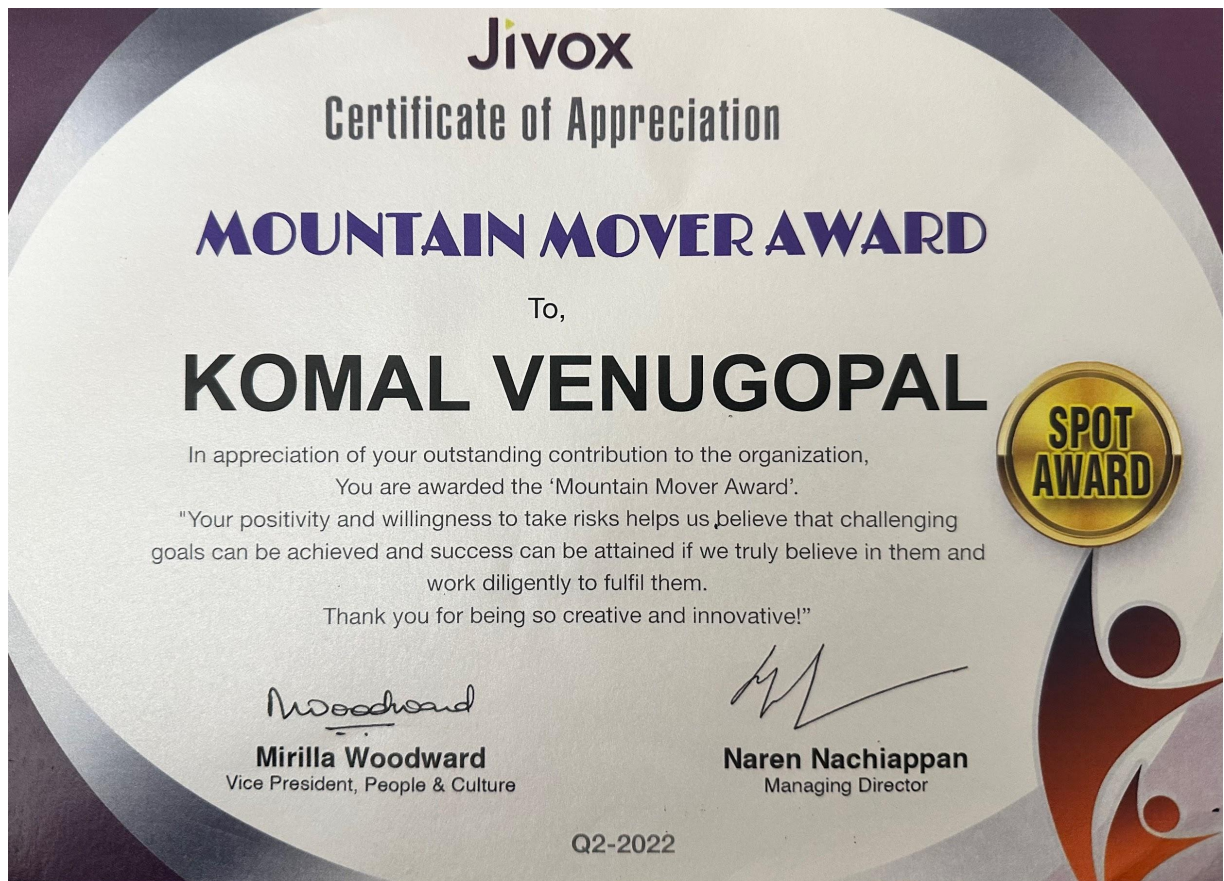 Jivox
Certificate of Appreciation
MOUNTAIN MOVER AWARD
To,
KOMAL VENUGOPAL
In appreciation of your outstanding contribution to the organization,
You are awarded the ‘Mountain Mover Award’.
"Your positivity and willingness to take risks helps us believe that challenging
goals can be achieved and success can be attained if we truly believe in them and
work diligently to fulfil them.
Thank you for being so creative and innovative!”
SPOT
AWARD
MWoodward
Mirilla Woodward
Vice President, People & Culture
Naren Nachiappan
Managing Director
Q2-2022